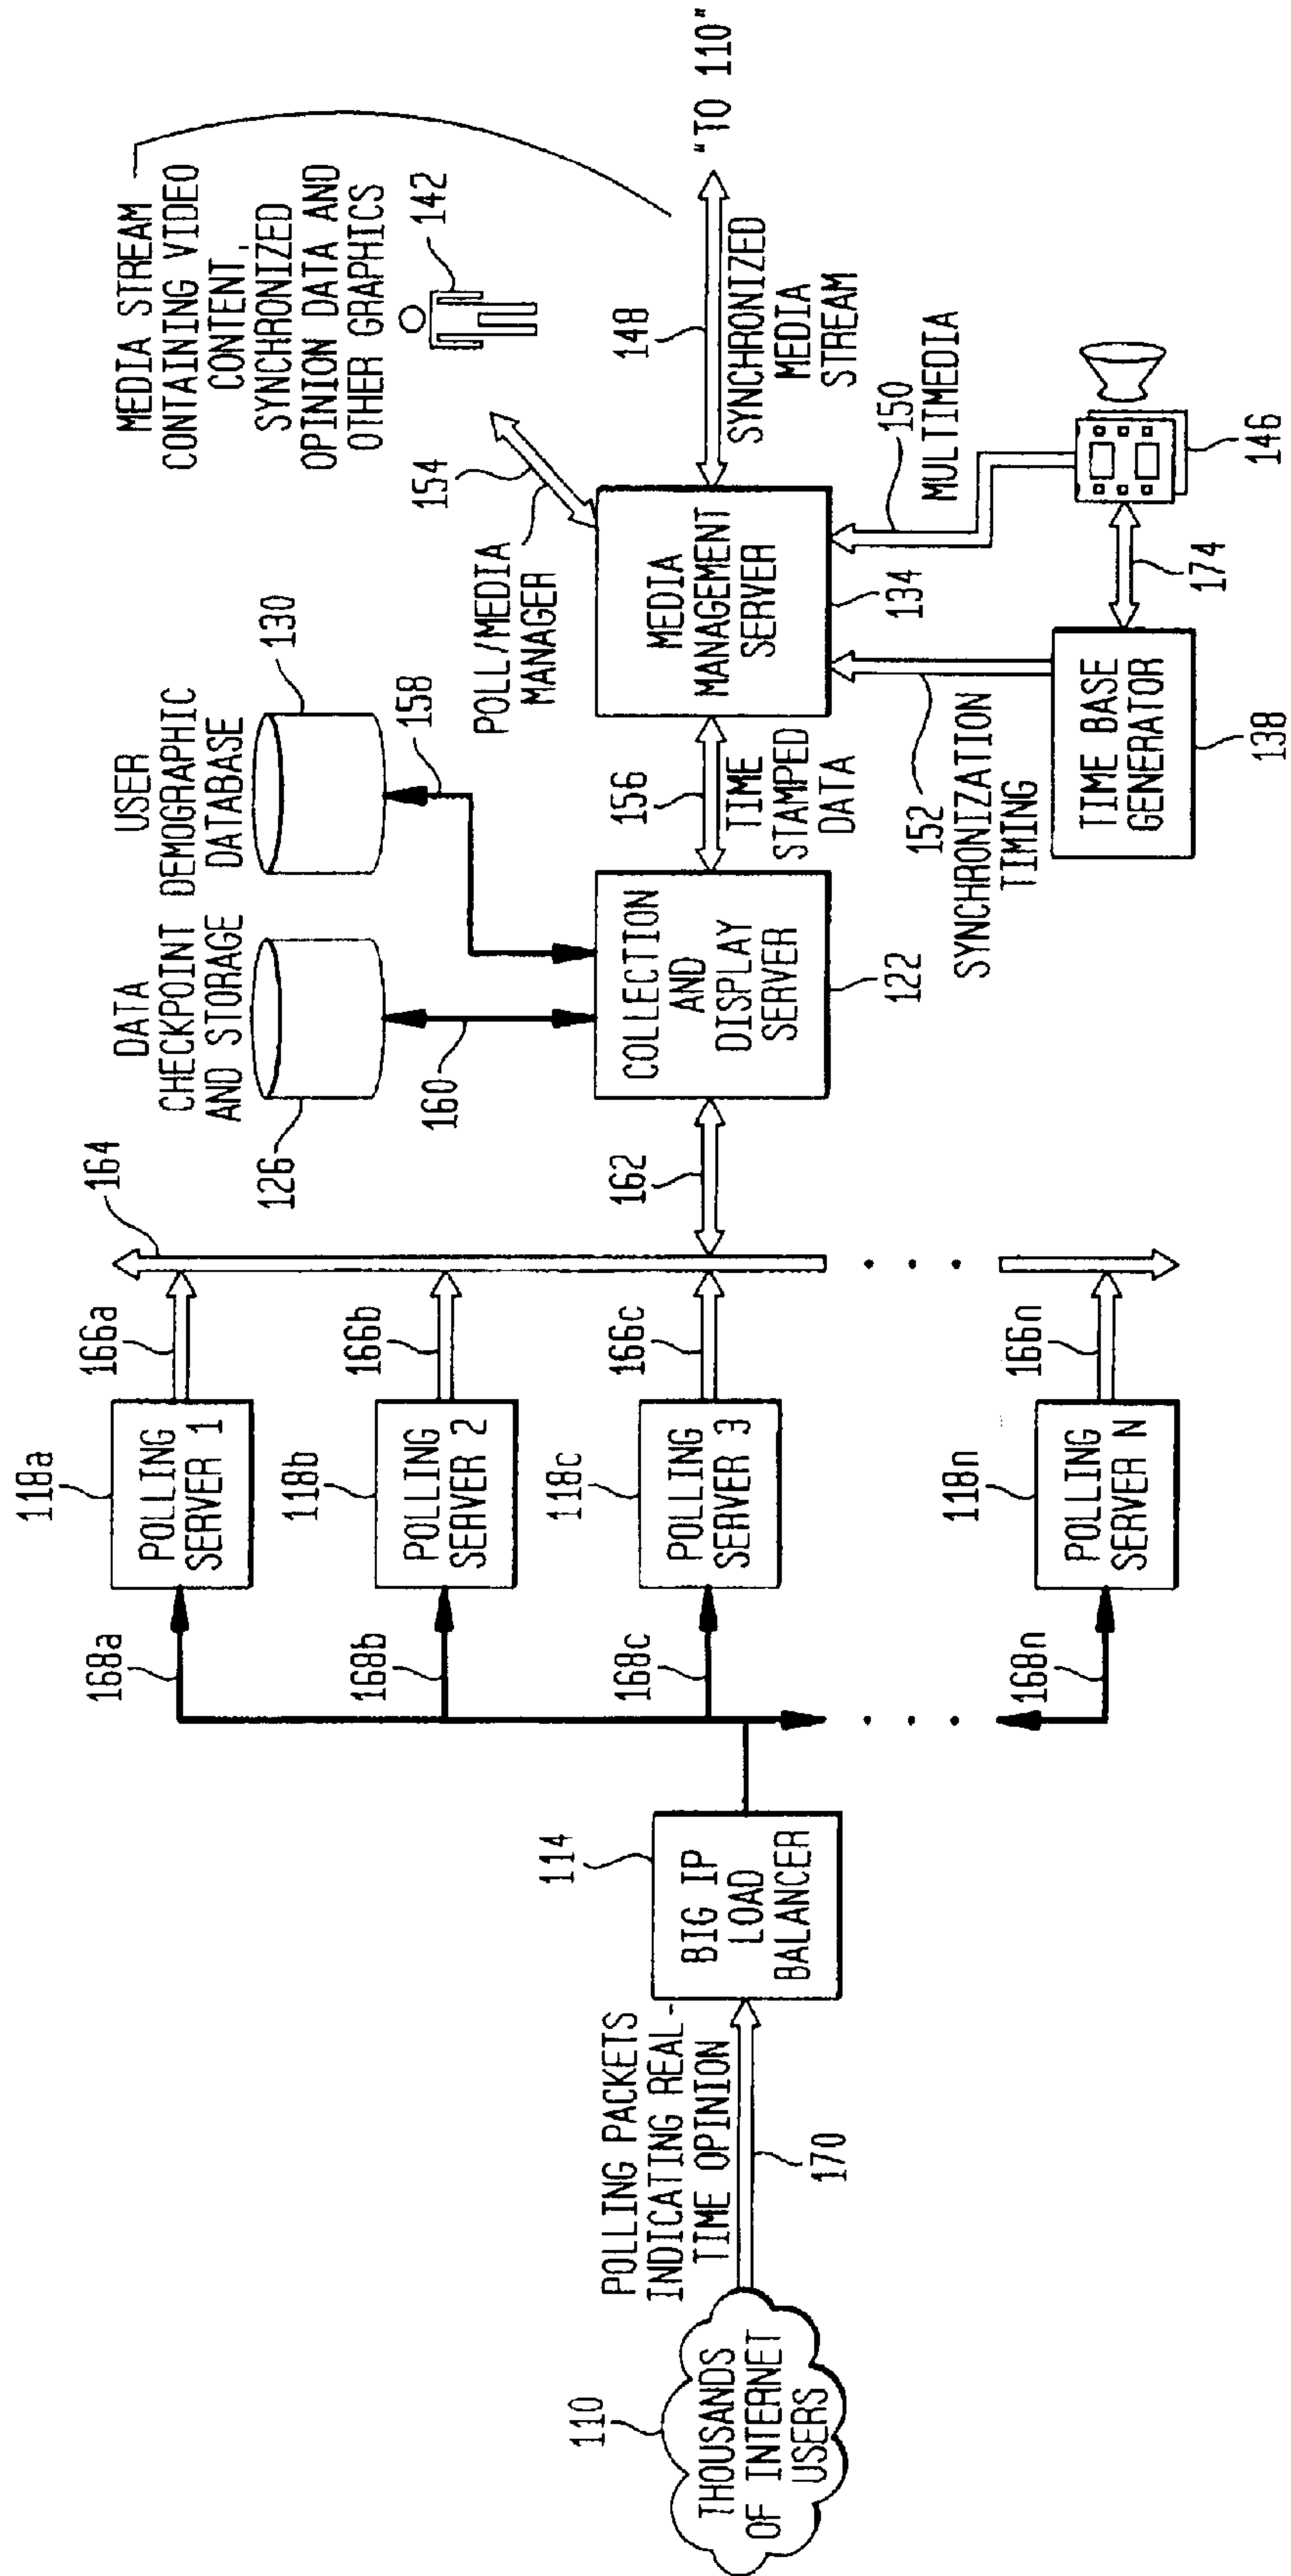 THOUSANDS
OF INTERNET
USERS
110
POLLING PACKETS
INDICATING REAL-
TIME OPINION
170
BIG IP
LOAD
BALANCER
114
168a
168b
168c
168n
118a
POLLING
SERVER 1
118b
POLLING
SERVER 2
118c
POLLING
SERVER 3
118n
POLLING
SERVER N
166a
166b
166c
166n
164
162
DATA
CHECKPOINT
AND STORAGE
126
160
USER
DEMOGRAPHIC
DATABASE
130
158
COLLECTION
AND
DISPLAY
SERVER
122
156
TIME
STAMPED
DATA
MEDIA
MANAGEMENT
SERVER
134
POLL/MEDIA
MANAGER
154
142
MEDIA STREAM
CONTAINING VIDEO
CONTENT,
SYNCHRONIZED
OPINION DATA AND
OTHER GRAPHICS
148
SYNCHRONIZED
MEDIA
STREAM
"TO 110"
150
MULTIMEDIA
152
SYNCHRONIZATION
TIMING
TIME BASE
GENERATOR
138
174
146